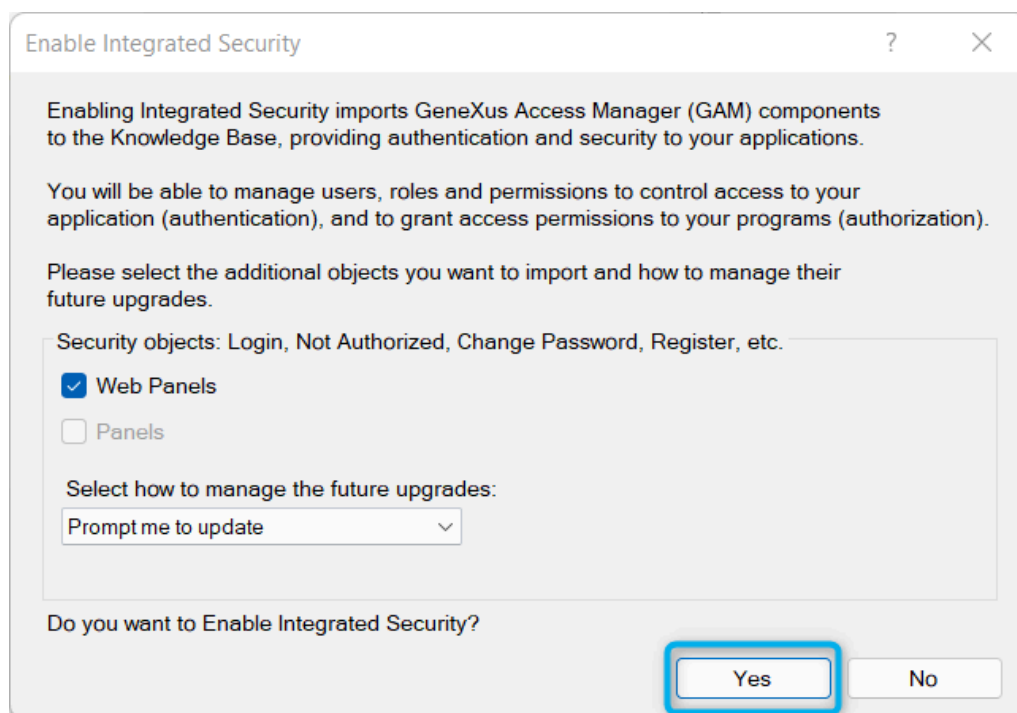 Enable Integrated Security
?
Enabling Integrated Security imports GeneXus Access Manager (GAM) components
to the Knowledge Base, providing authentication and security to your applications.
You will be able to manage users, roles and permissions to control access to your
application (authentication), and to grant access permissions to your programs (authorization).
Please select the additional objects you want to import and how to manage their
future upgrades.
Security objects: Login, Not Authorized, Change Password, Register, etc.
Web Panels
Panels
Select how to manage the future upgrades:
Prompt me to update
Do you want to Enable Integrated Security?
Yes
No